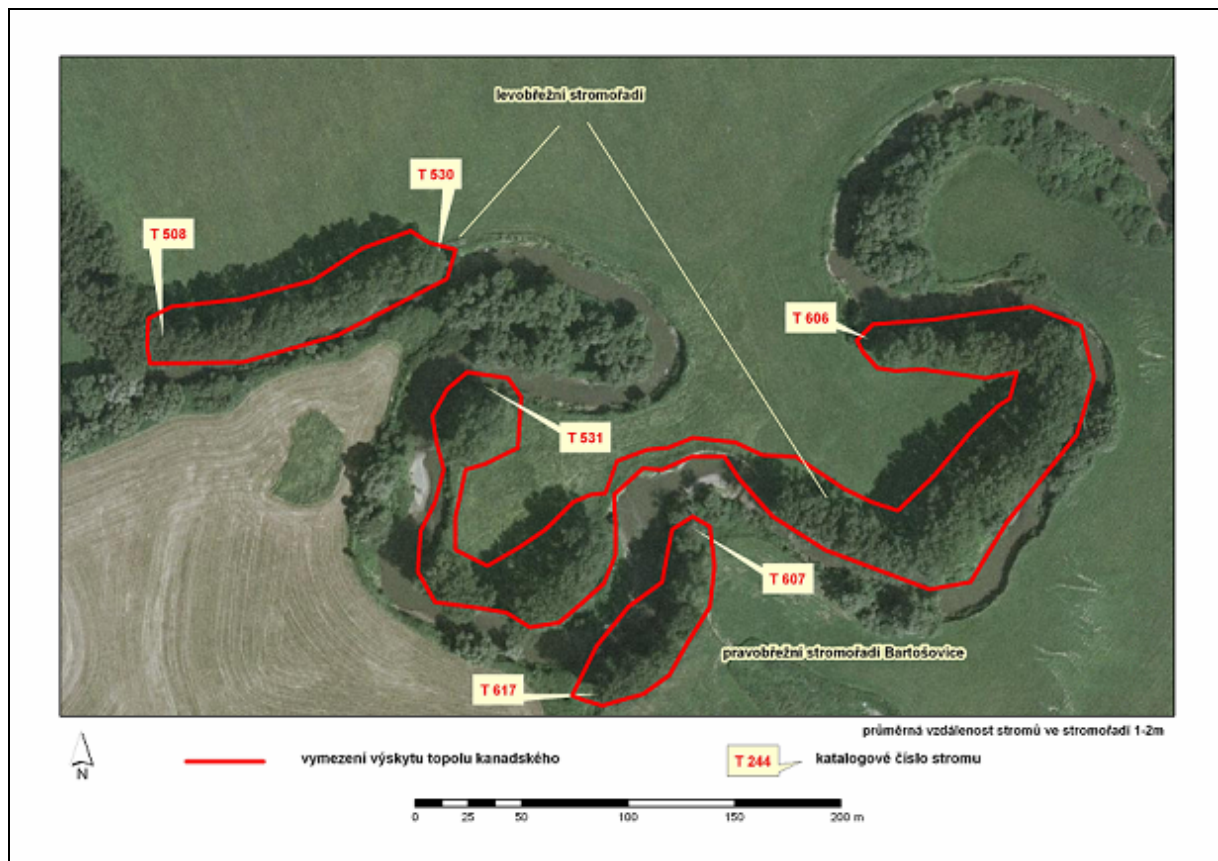 levobřežní stromořadí
T 530
T 508
T 606
T 531
T 607
pravobřežní stromořadí Bartošovice
T 617
průměrná vzdálenost stromů ve stromořadí 1-2m
N
vymezení výskytu topolu kanadského
T 244
katalogové číslo stromu
0 25 50 100 150 200 m